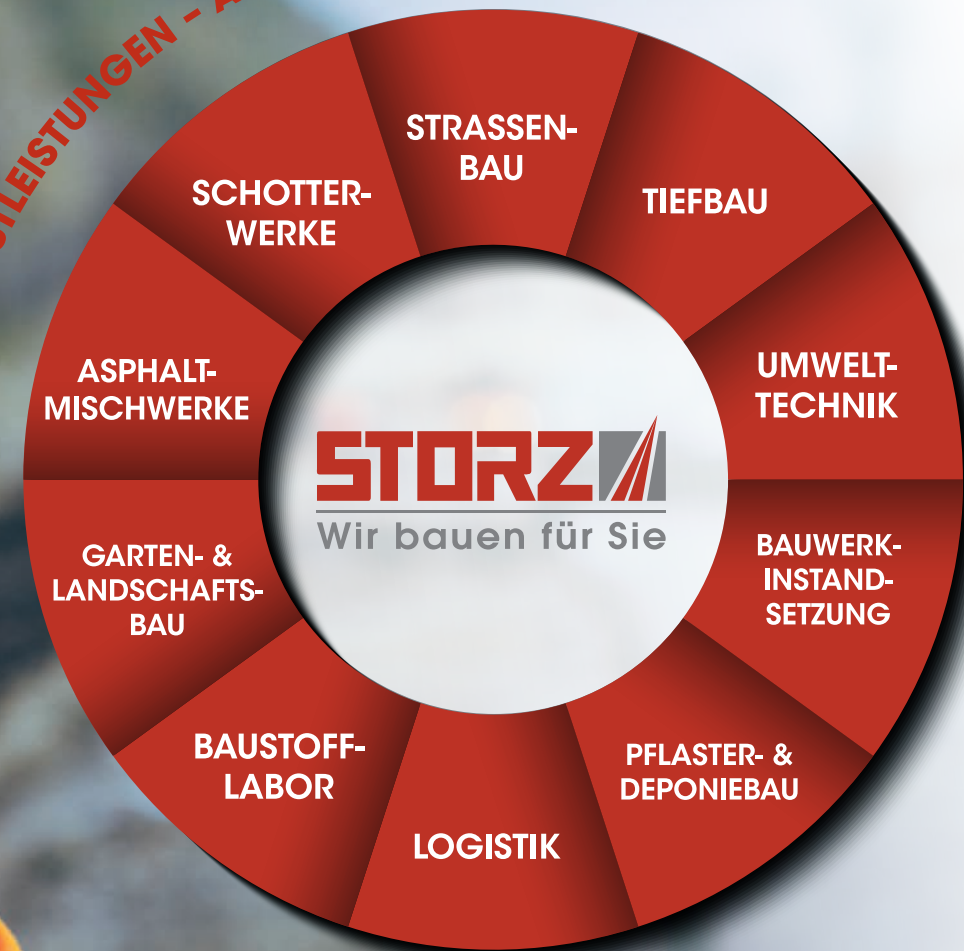 LEISTUNGEN -
STRASSEN-
BAU
TIEFBAU
UMWELT-
TECHNIK
BAUWERK-
INSTAND-
SETZUNG
PFLASTER- &
DEPONIEBAU
LOGISTIK
BAUSTOFF-
LABOR
GARTEN- &
LANDSCHAFTS-
BAU
ASPHALT-
MISCHWERKE
SCHOTTER-
WERKE
STORZ
Wir bauen für Sie